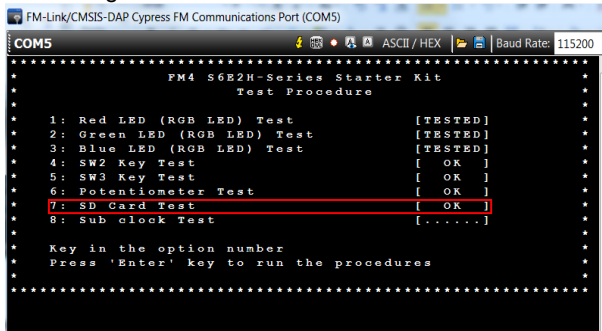 FM-Link/CMSIS-DAP Cypress FM Communications Port (COM5)
COM5 ASCII / HEX Baud Rate: 115200
************************************************************
* FM4 S6E2H-Series Starter Kit *
* Test Procedure *
* *
* 1: Red LED (RGB LED) Test [TESTED] *
* 2: Green LED (RGB LED) Test [TESTED] *
* 3: Blue LED (RGB LED) Test [TESTED] *
* 4: SW2 Key Test [ OK ] *
* 5: SW3 Key Test [ OK ] *
* 6: Potentiometer Test [ OK ] *
* 7: SD Card Test [ OK ] *
* 8: Sub clock Test [......] *
* *
* Key in the option number *
* Press 'Enter' key to run the procedures *
* *
************************************************************